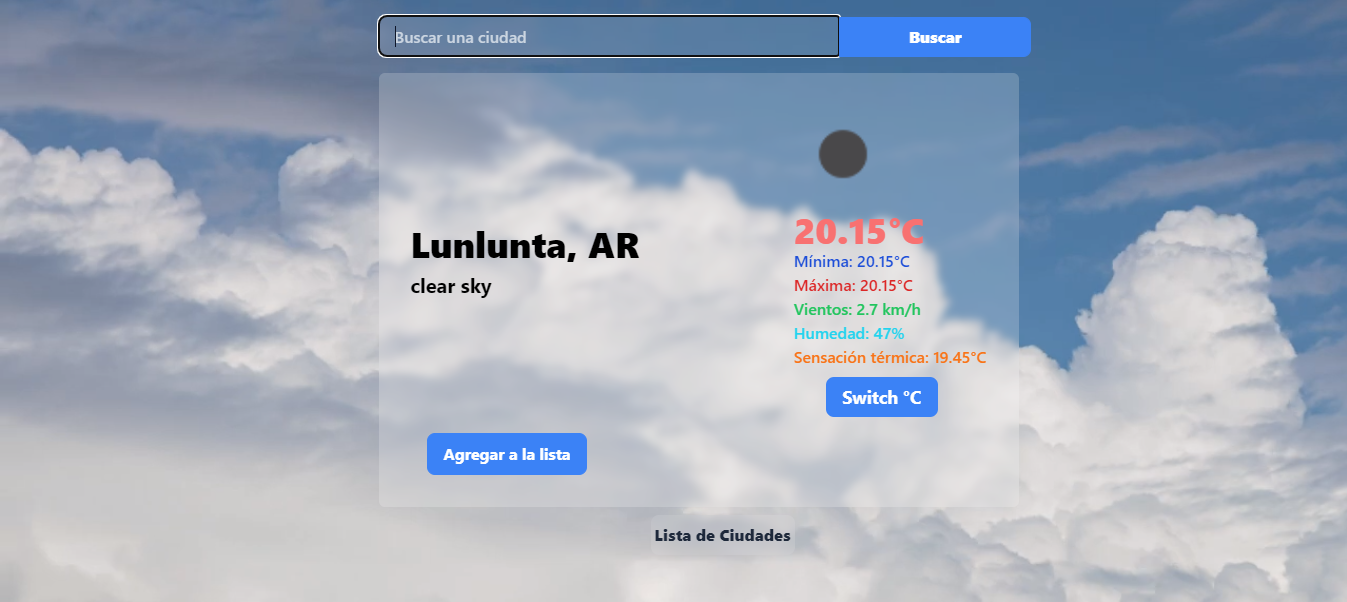 Buscar una ciudad
Buscar
Lunlunta, AR
clear sky
20.15°C
Mínima: 20.15°C
Máxima: 20.15°C
Vientos: 2.7 km/h
Humedad: 47%
Sensación térmica: 19.45°C
Switch °C
Agregar a la lista
Lista de Ciudades